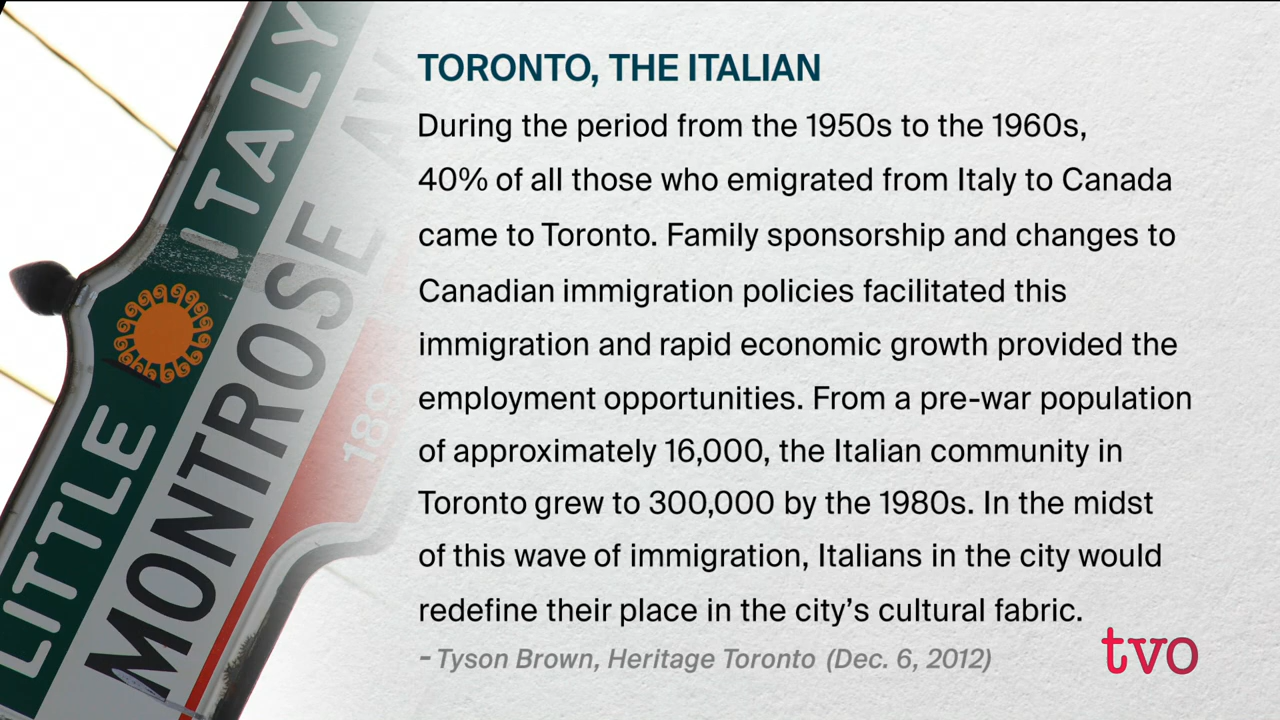 LITTLE ITALY
MONTROSE AV
189
TORONTO, THE ITALIAN
During the period from the 1950s to the 1960s,
40% of all those who emigrated from Italy to Canada
came to Toronto. Family sponsorship and changes to
Canadian immigration policies facilitated this
immigration and rapid economic growth provided the
employment opportunities. From a pre-war population
of approximately 16,000, the Italian community in
Toronto grew to 300,000 by the 1980s. In the midst
of this wave of immigration, Italians in the city would
redefine their place in the city's cultural fabric.
– Tyson Brown, Heritage Toronto (Dec. 6, 2012)
tvo